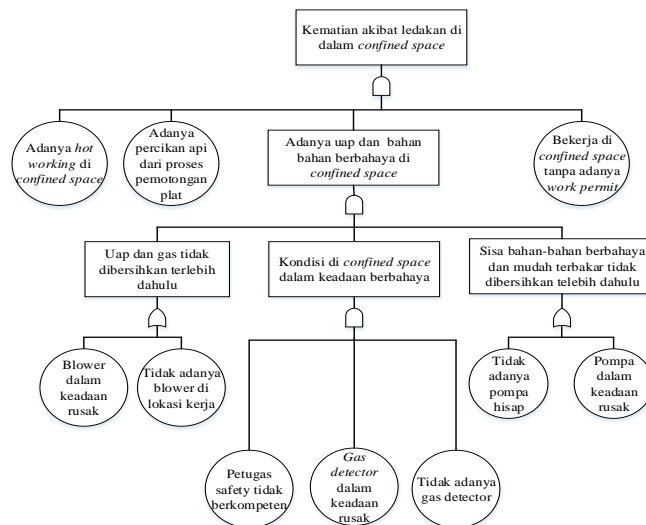 Kematian akibat ledakan di
dalam confined space
Adanya hot
working di
confined space
Adanya
percikan api
dari proses
pemotongan
plat
Adanya uap dan bahan
bahan berbahaya di
confined space
Bekerja di
confined space
tanpa adanya
work permit
Uap dan gas tidak
dibersihkan terlebih
dahulu
Kondisi di confined space
dalam keadaan berbahaya
Sisa bahan-bahan berbahaya
dan mudah terbakar tidak
dibersihkan telebih dahulu
Blower
dalam
keadaan
rusak
Tidak adanya
blower di
lokasi kerja
Tidak
adanya
pompa
hisap
Pompa
dalam
keadaan
rusak
Petugas
safety tidak
berkompeten
Gas
detector
dalam
keadaan
rusak
Tidak adanya
gas detector